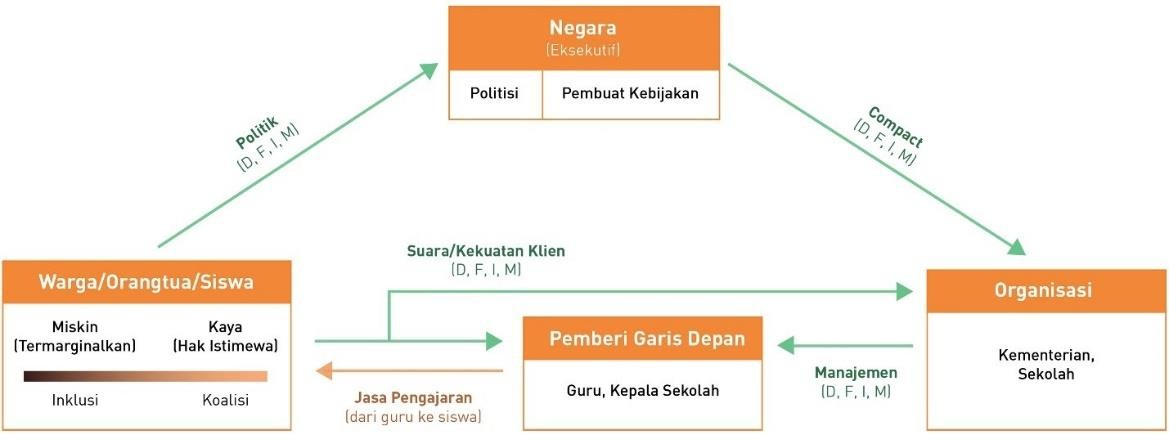 Negara
(Eksekutif)
Politisi
Pembuat Kebijakan
Politik
(D, F, I, M)
Compact
(D, F, I, M)
Suara/Kekuatan Klien
(D, F, I, M)
Warga/Orangtua/Siswa
Miskin
(Termarginalkan)
Kaya
(Hak Istimewa)
Inklusi
Koalisi
Pemberi Garis Depan
Guru, Kepala Sekolah
Jasa Pengajaran
(dari guru ke siswa)
Manajemen
(D, F, I, M)
Organisasi
Kementerian,
Sekolah